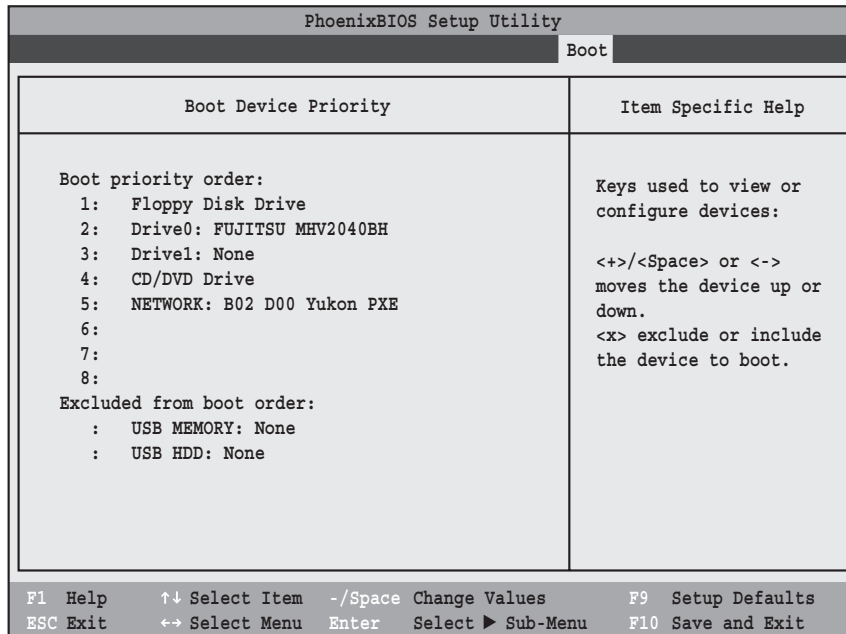 PhoenixBIOS Setup Utility
Boot
Boot Device Priority
Item Specific Help
Boot priority order:
1: Floppy Disk Drive
2: Drive0: FUJITSU MHV2040BH
3: Drive1: None
4: CD/DVD Drive
5: NETWORK: B02 D00 Yukon PXE
6:
7:
8:
Excluded from boot order:
: USB MEMORY: None
: USB HDD: None
Keys used to view or
configure devices:
<+>/<Space> or <->
moves the device up or
down.
<x> exclude or include
the device to boot.
F1 Help ↑↓ Select Item -/Space Change Values F9 Setup Defaults
ESC Exit ←→ Select Menu Enter Select ▶ Sub-Menu F10 Save and Exit